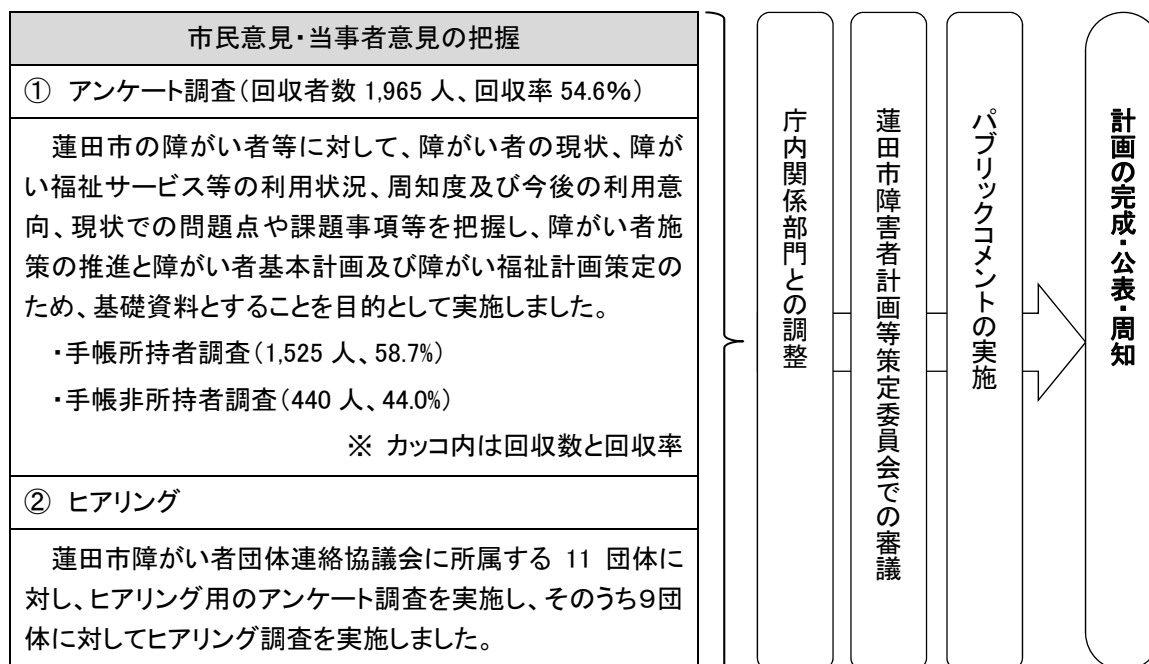 市民意見・当事者意見の把握
① アンケート調査(回収者数 1,965 人、回収率 54.6%)
蓮田市の障がい者等に対して、障がい者の現状、障が
い福祉サービス等の利用状況、周知度及び今後の利用意
向、現状での問題点や課題事項等を把握し、障がい者施
策の推進と障がい者基本計画及び障がい福祉計画策定の
ため、基礎資料とすることを目的として実施しました。
・手帳所持者調査(1,525 人、58.7%)
・手帳非所持者調査(440 人、44.0%)
※ カッコ内は回収数と回収率
② ヒアリング
蓮田市障がい者団体連絡協議会に所属する 11 団体に
対し、ヒアリング用のアンケート調査を実施し、そのうち9団
体に対してヒアリング調査を実施しました。
庁内関係部門との調整
蓮田市障害者計画等策定委員会での審議
パブリックコメントの実施
計画の完成・公表・周知